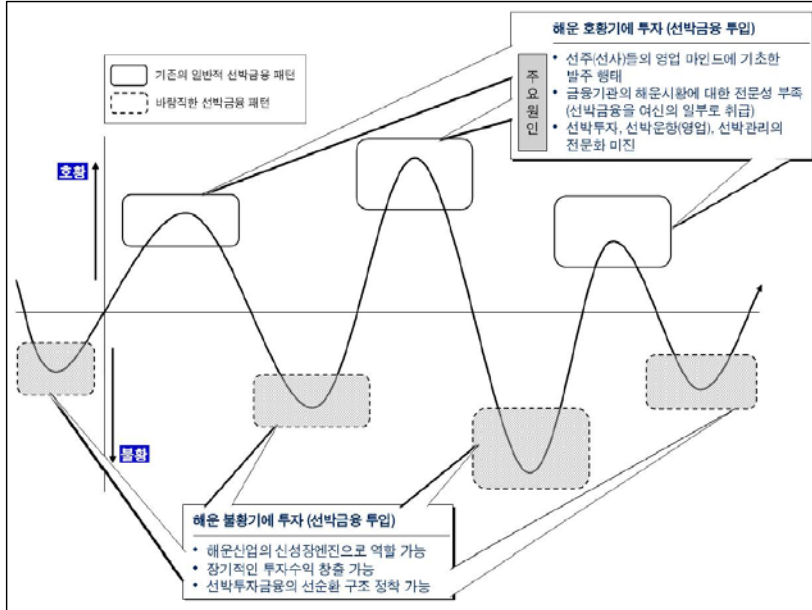 해운 호황기에 투자 (선박금융 투입)
주요원인
• 선주(선사)들의 영업 마인드에 기초한
발주 행태
• 금융기관의 해운시황에 대한 전문성 부족
(선박금융을 여신의 일부로 취급)
• 선박투자, 선박운항(영업), 선박관리의
전문화 미진
기존의 일반적 선박금융 패턴
바람직한 선박금융 패턴
호황
불황
해운 불황기에 투자 (선박금융 투입)
• 해운산업의 신성장엔진으로 역할 가능
• 장기적인 투자수익 창출 가능
• 선박투자금융의 선순환 구조 정착 가능